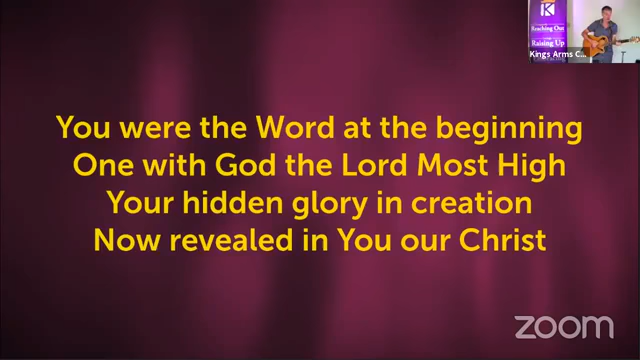 K
Reaching Out
Raising Up
Kings Arms C...
You were the Word at the beginning
One with God the Lord Most High
Your hidden glory in creation
Now revealed in You our Christ
zoom